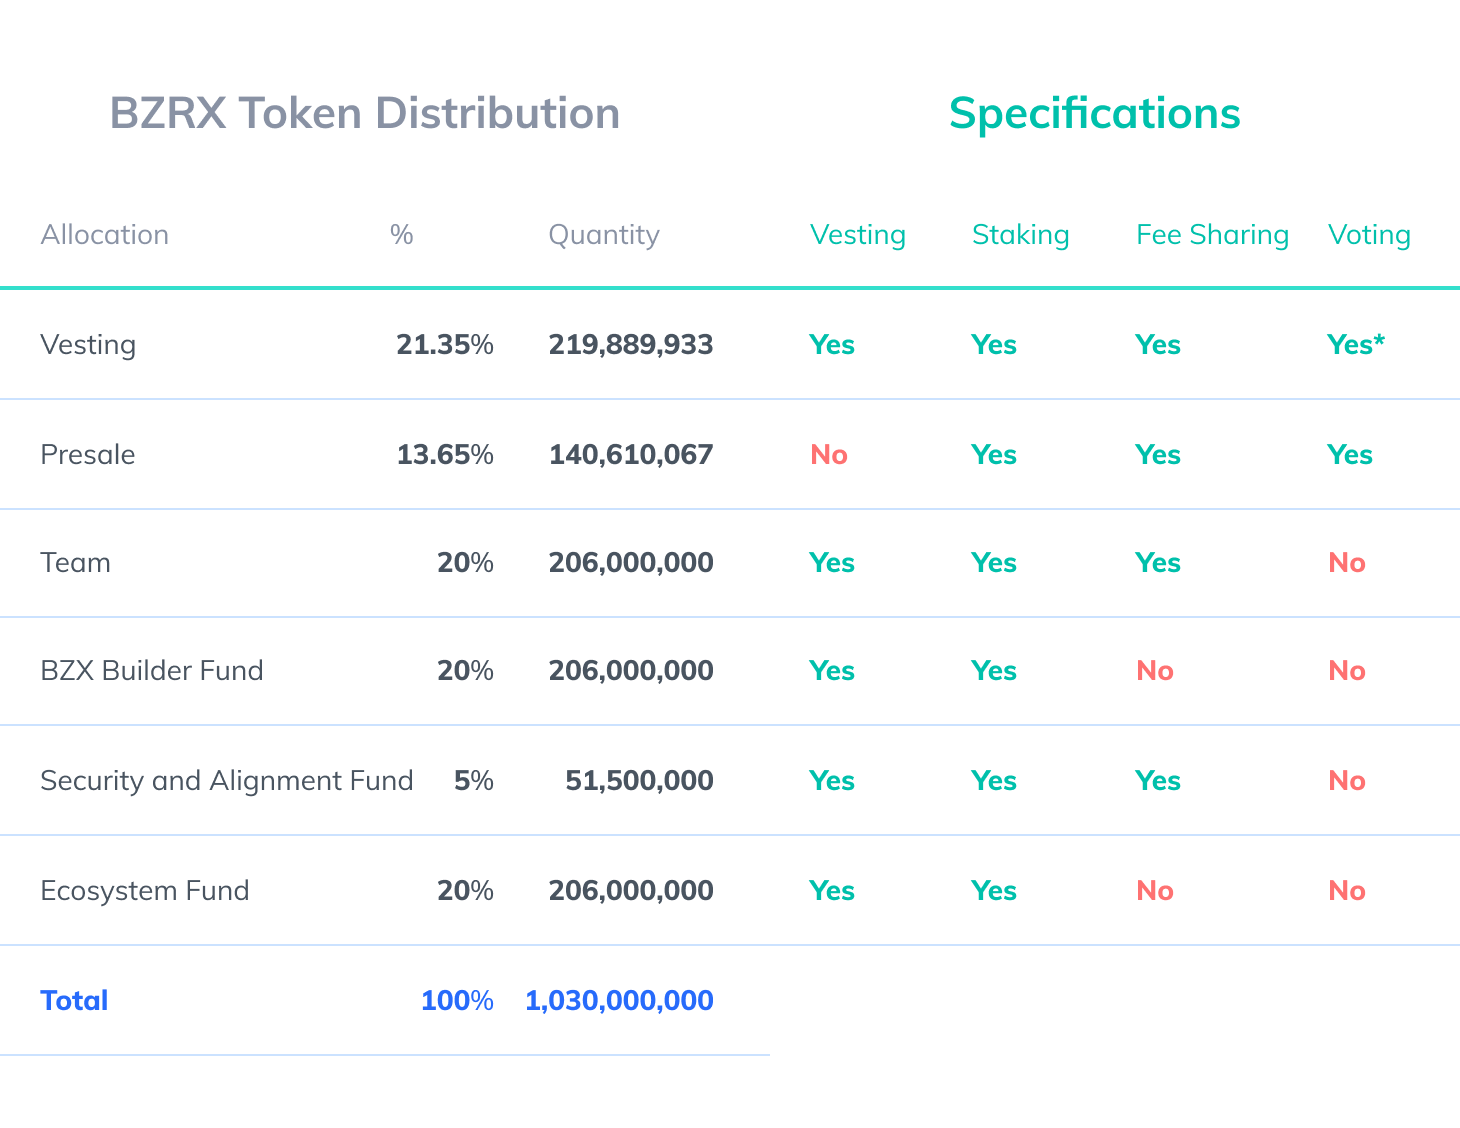 BZRX Token Distribution Specifications
Allocation % Quantity Vesting Staking Fee Sharing Voting
Vesting 21.35% 219,889,933 Yes Yes Yes Yes*
Presale 13.65% 140,610,067 No Yes Yes Yes
Team 20% 206,000,000 Yes Yes Yes No
BZX Builder Fund 20% 206,000,000 Yes Yes No No
Security and Alignment Fund 5% 51,500,000 Yes Yes Yes No
Ecosystem Fund 20% 206,000,000 Yes Yes No No
Total 100% 1,030,000,000